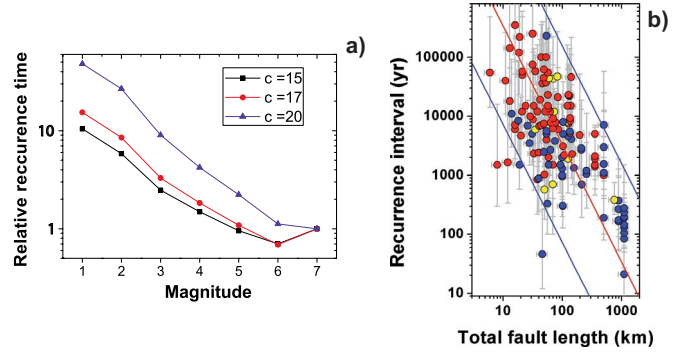 a)
Relative reccurence time
10
1
c =15
c =17
c =20
1 2 3 4 5 6 7
Magnitude
b)
Recurrence interval (yr)
100000
10000
1000
100
10
10 100 1000
Total fault length (km)